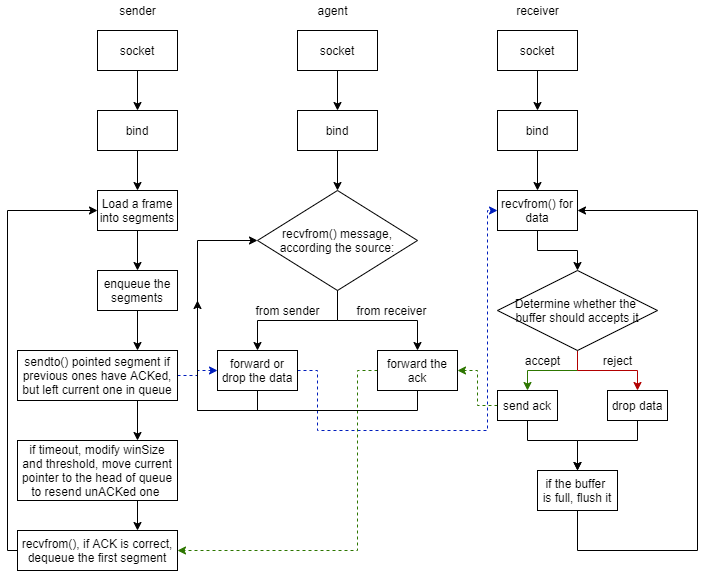 sender
agent
receiver
socket
socket
socket
bind
bind
bind
Load a frame
into segments
recvfrom() message,
according the source:
recvfrom() for
data
enqueue the
segments
Determine whether the
buffer should accepts it
from sender
from receiver
sendto() pointed segment if
previous ones have ACKed,
but left current one in queue
forward or
drop the data
forward the
ack
accept
reject
send ack
drop data
if timeout, modify winSize
and threshold, move current
pointer to the head of queue
to resend unACKed one
if the buffer
is full, flush it
recvfrom(), if ACK is correct,
dequeue the first segment